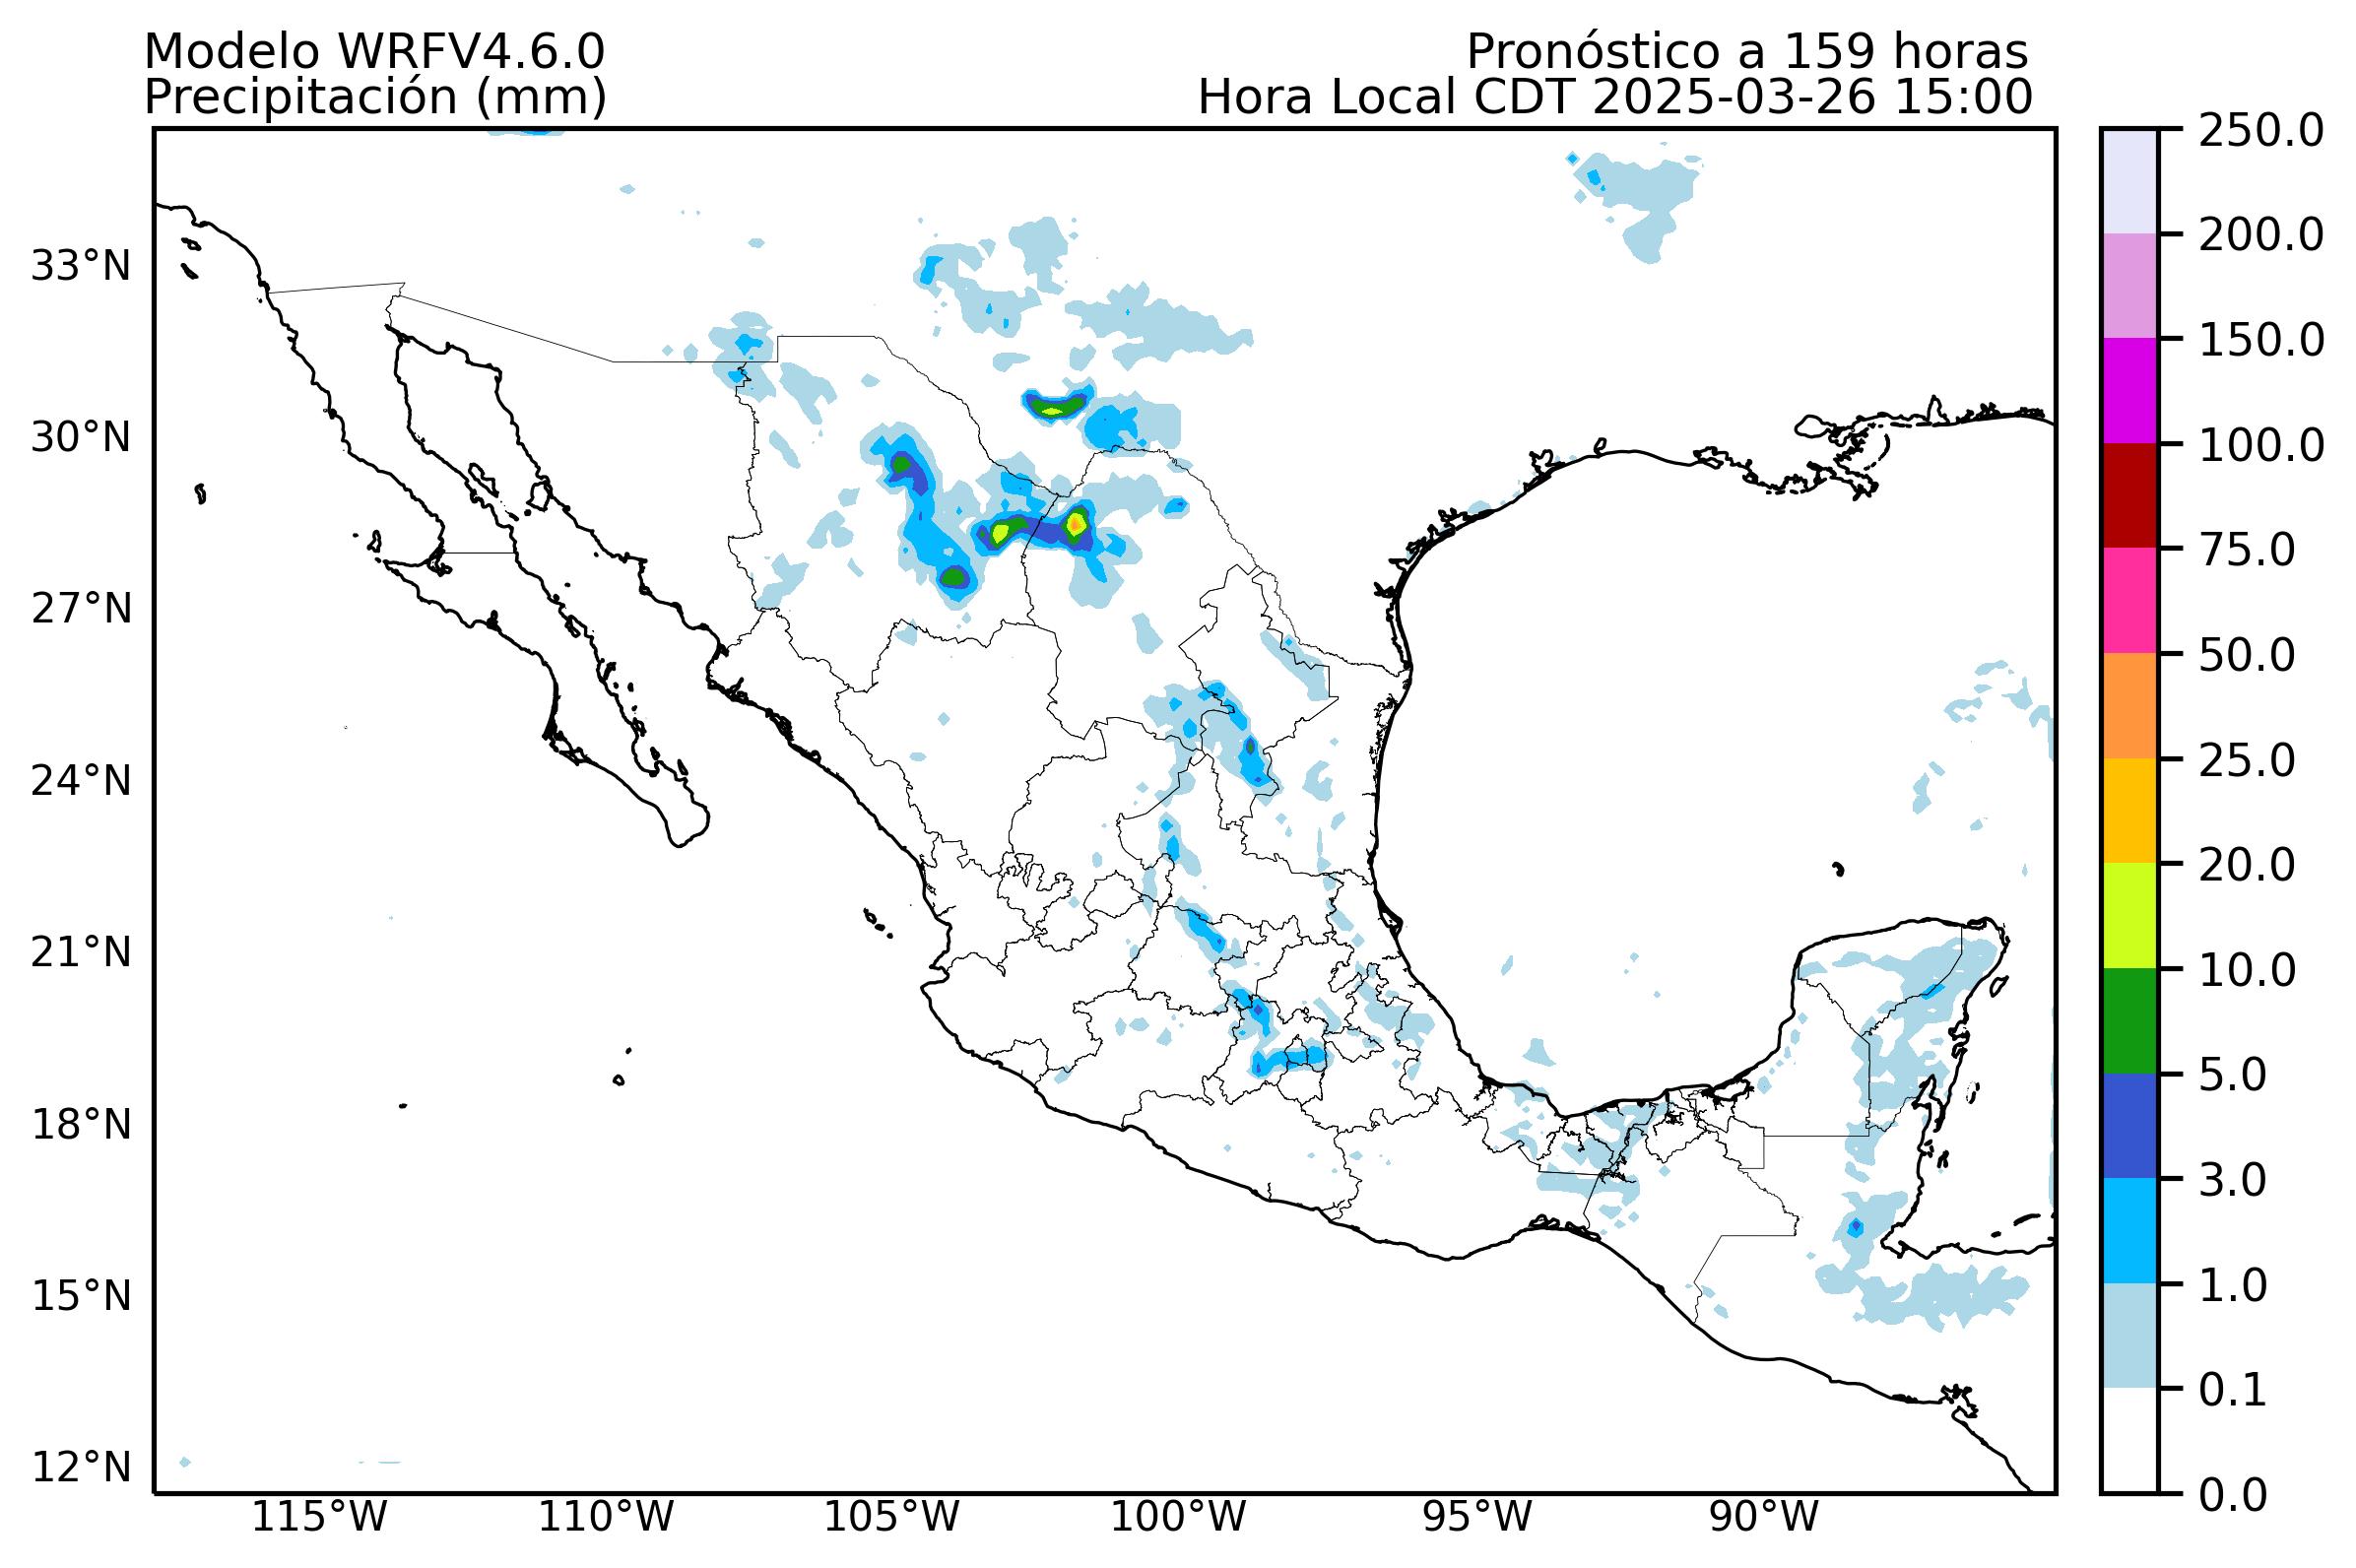 Modelo WRFV4.6.0
Precipitación (mm)
Pronóstico a 159 horas
Hora Local CDT 2025-03-26 15:00
33°N
30°N
27°N
24°N
21°N
18°N
15°N
12°N
115°W
110°W
105°W
100°W
95°W
90°W
250.0
200.0
150.0
100.0
75.0
50.0
25.0
20.0
10.0
5.0
3.0
1.0
0.1
0.0